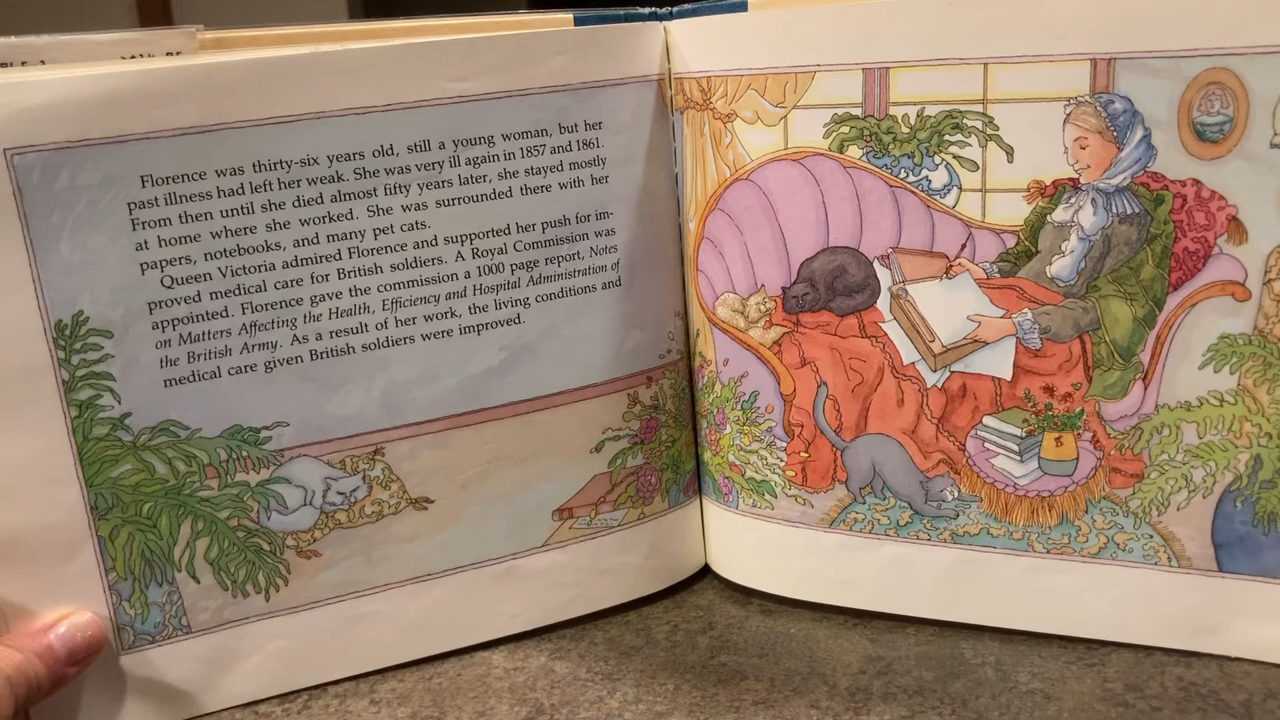 Florence was thirty-six years old, still a young woman, but her
past illness had left her weak. She was very ill again in 1857 and 1861.
From then until she died almost fifty years later, she stayed mostly
at home where she worked. She was surrounded there with her
papers, notebooks, and many pet cats.
Queen Victoria admired Florence and supported her push for im-
proved medical care for British soldiers. A Royal Commission was
appointed. Florence gave the commission a 1000 page report, Notes
on Matters Affecting the Health, Efficiency and Hospital Administration of
the British Army. As a result of her work, the living conditions and
medical care given British soldiers were improved.